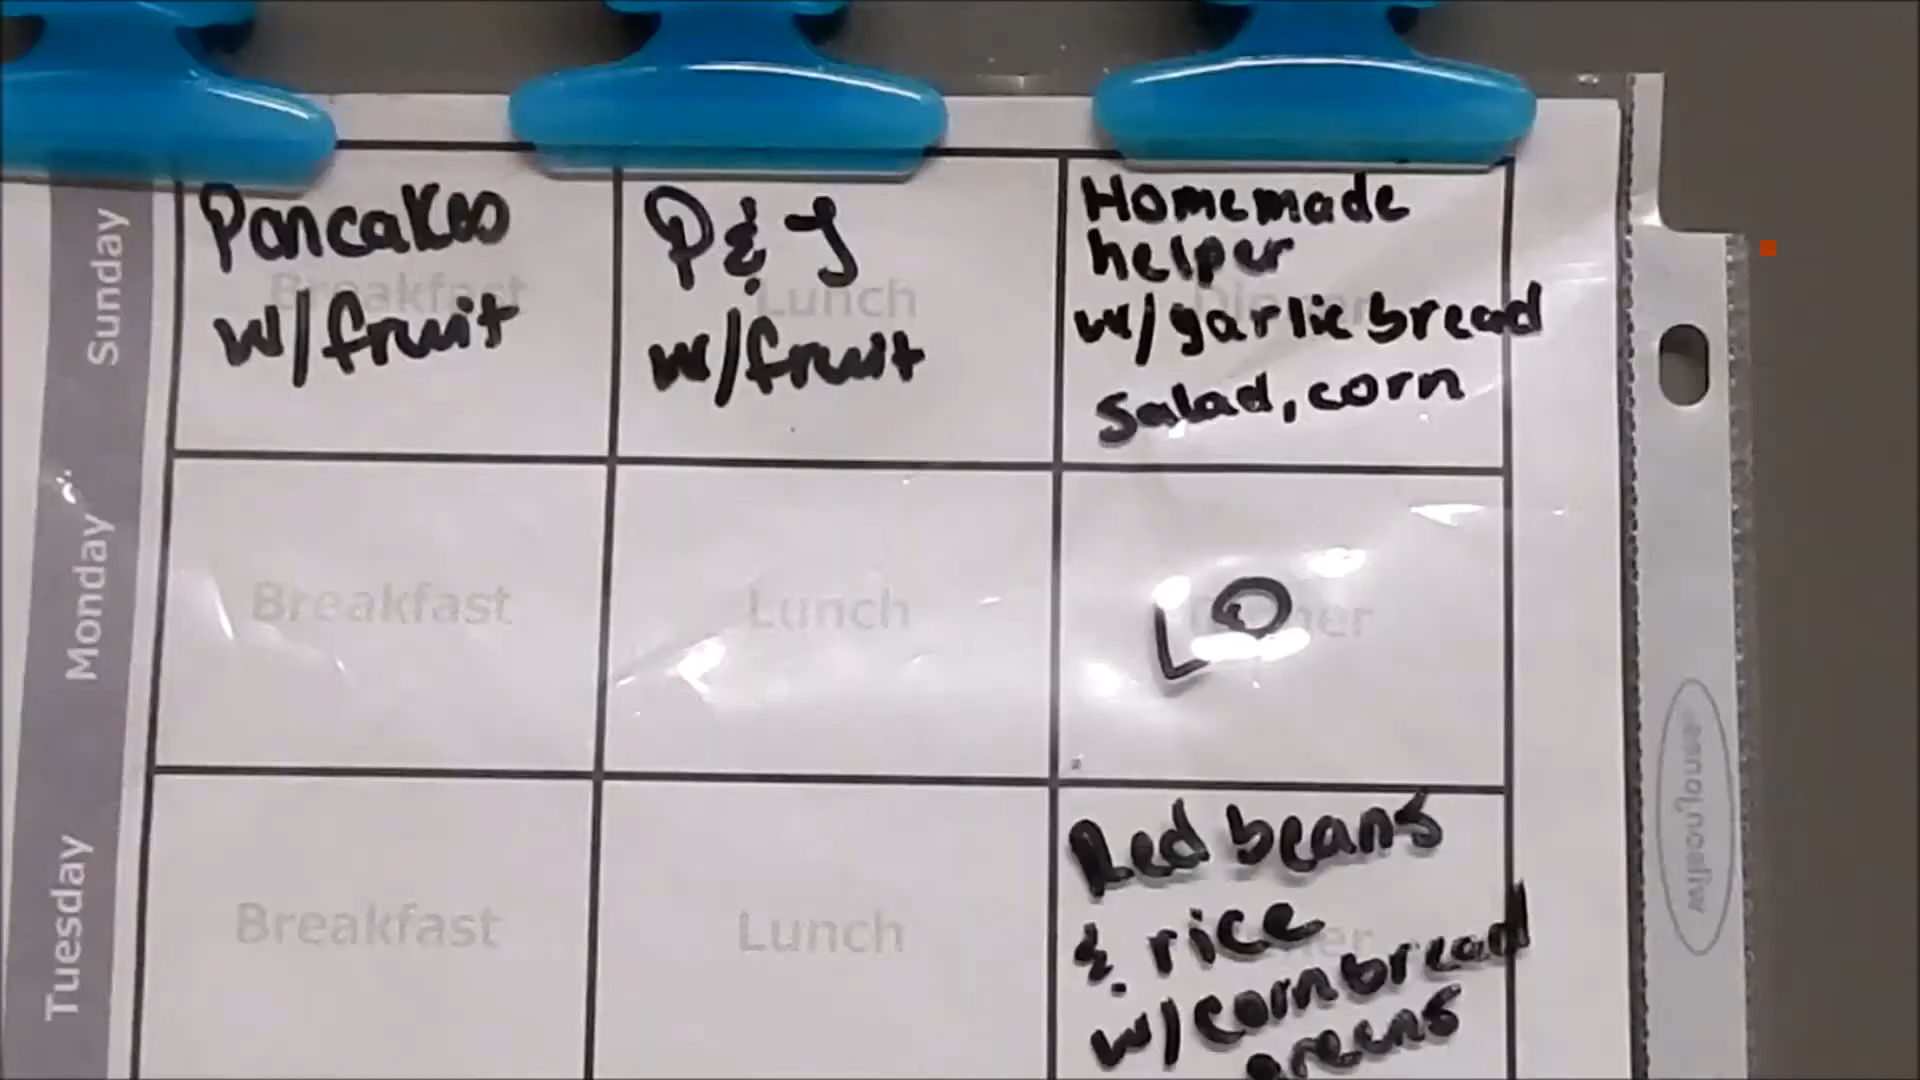 Sunday
Pancakes
w/fruit
Breakfast
P & J
w/fruit
Lunch
Homemade
helper
w/garlic bread
salad, corn
Monday
Breakfast
Lunch
LO
Dinner
Tuesday
Breakfast
Lunch
Red beans
& rice
w/cornbread
greens